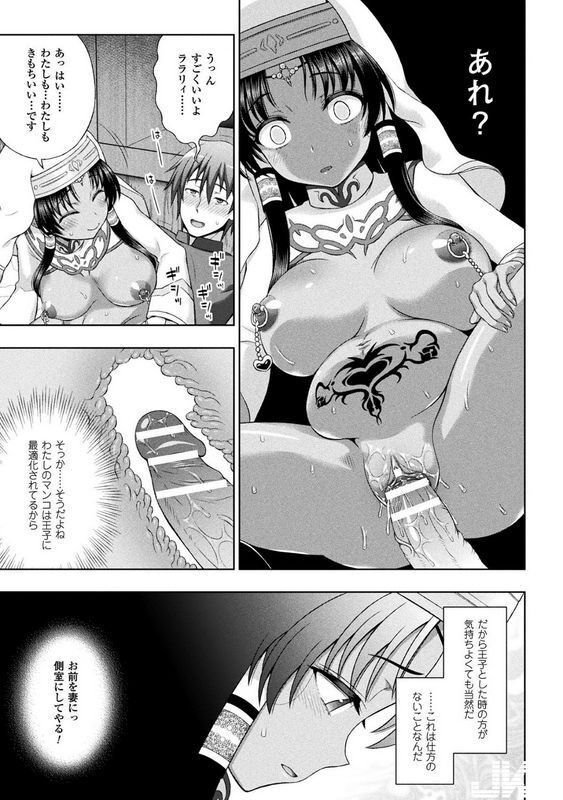 あれ？
うっん
すごくいいよ
ララリィ……
あっ はい……
わたしも…わたしも
きもちいい…です
はぁ
はぁ
ギシッ
ギシッ
そっか……そうだよね
わたしのマンコは王子に
最適化されてるから
だから王子とした時の方が
気持ちよくても当然だ
……これは仕方の
ないことなんだ
お前を妻にっ
側室にしてやる！